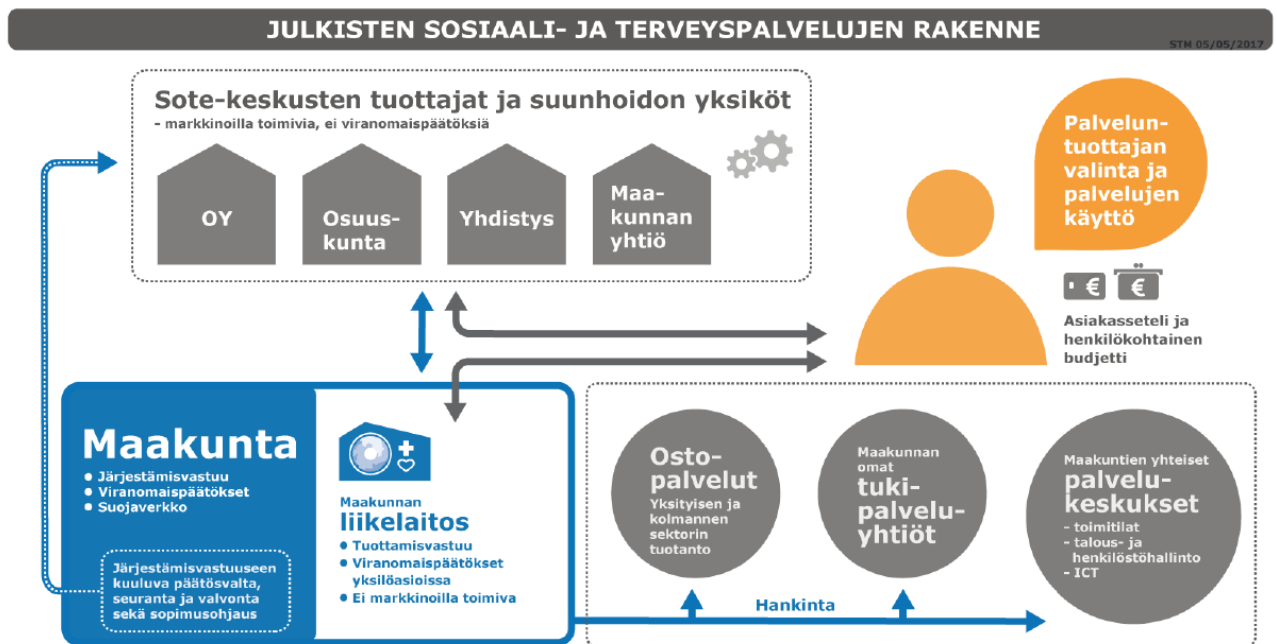 JULKISTEN SOSIAALI- JA TERVEYSPALVELUJEN RAKENNE
STM 05/05/2017
Sote-keskusten tuottajat ja suunhoidon yksiköt
– markkinoilla toimivia, ei viranomaispäätöksiä
OY
Osuus-
kunta
Yhdistys
Maa-
kunnan
yhtiö
Palvelun-
tuottajan
valinta ja
palvelujen
käyttö
€
€
Asiakasseteli ja
henkilökohtainen
budjetti
Maakunta
● Järjestämisvastuu
● Viranomaispäätökset
● Suojaverkko
Järjestämisvastuuseen
kuuluva päätösvalta,
seuranta ja valvonta
sekä sopimusohjaus
Maakunnan
liikelaitos
● Tuottamisvastuu
● Viranomaispäätökset
yksilöasioissa
● Ei markkinoilla toimiva
Osto-
palvelut
Yksityisen ja
kolmannen
sektorin
tuotanto
Maakunnan
omat
tuki-
palvelu-
yhtiöt
Maakuntien yhteiset
palvelu-
keskukset
– toimitilat
– talous- ja
henkilöstöhallinto
– ICT
Hankinta